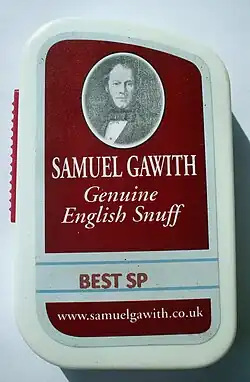 SAMUEL GAWITH
Genuine
English Snuff
BEST SP
www.samuelgawith.co.uk